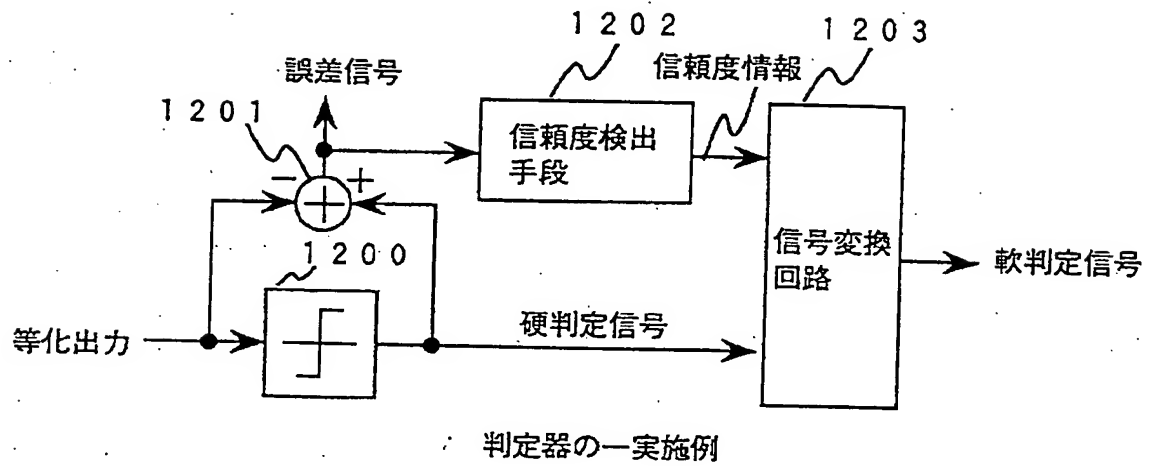 1202
1203
誤差信号
信頼度情報
1201
信頼度検出
手段
− +
+
1200
信号変換
回路
軟判定信号
等化出力
硬判定信号
判定器の一実施例